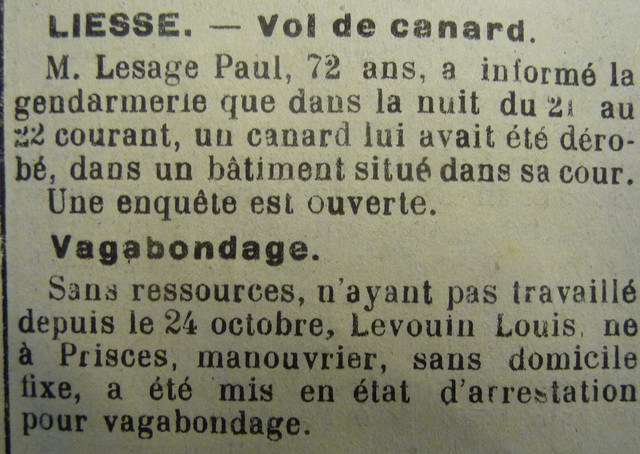 LIESSE. — Vol de canard.
M. Lesage Paul, 72 ans, a informé la
gendarmerie que dans la nuit du 21 au
22 courant, un canard lui avait été déro-
bé, dans un bâtiment situé dans sa cour.
Une enquête est ouverte.
Vagabondage.
Sans ressources, n'ayant pas travaillé
depuis le 24 octobre, Levouin Louis, ne
à Prisces, manouvrier, sans domicile
fixe, a été mis en état d'arrestation
pour vagabondage.